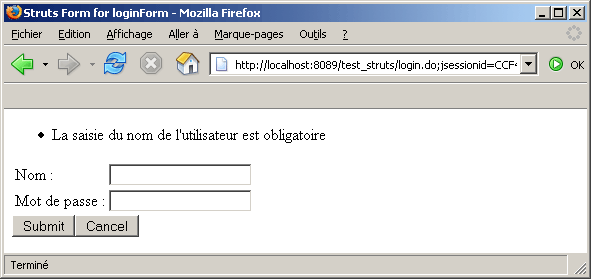 Struts Form for loginForm - Mozilla Firefox
Fichier Edition Affichage Aller à Marque-pages Outils ?
http://localhost:8089/test_struts/login.do;jsessionid=CCF OK
La saisie du nom de l'utilisateur est obligatoire
Nom :
Mot de passe :
Submit Cancel
Terminé